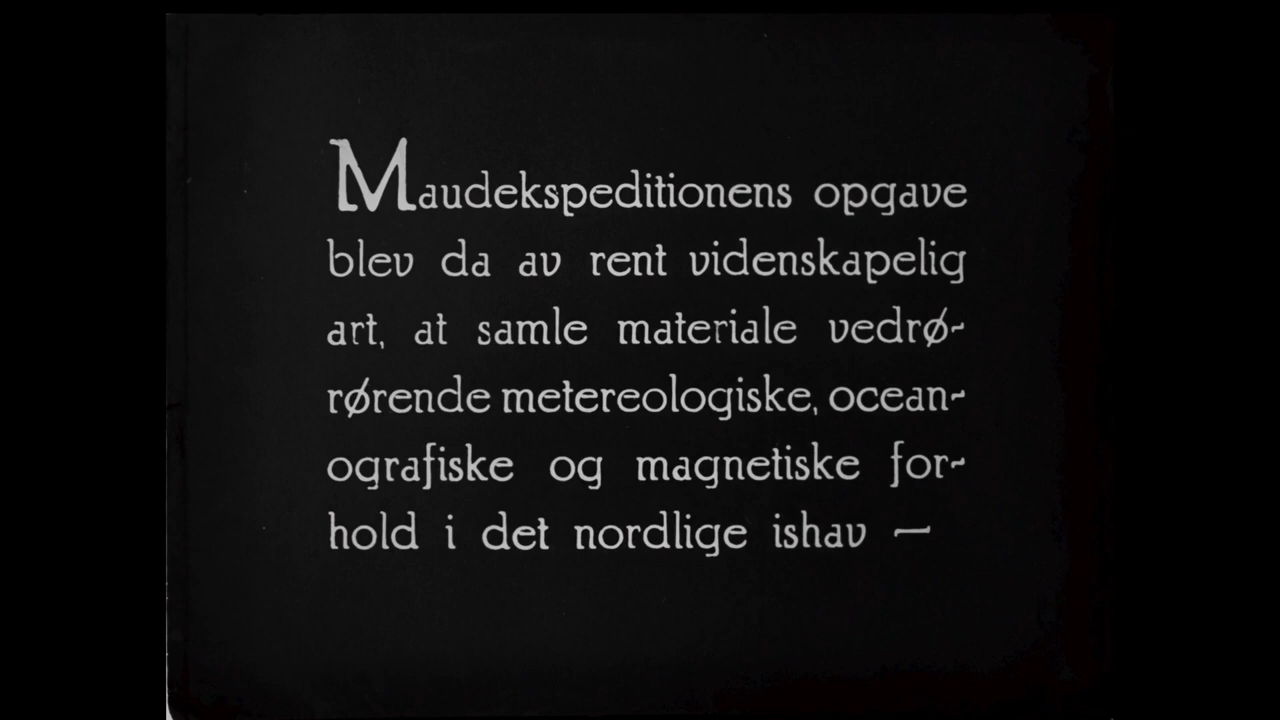 Maudekspeditionens opgave
blev da av rent videnskapelig
art, at samle materiale vedrø-
rørende metereologiske, ocean-
ografiske og magnetiske for-
hold i det nordlige ishav —